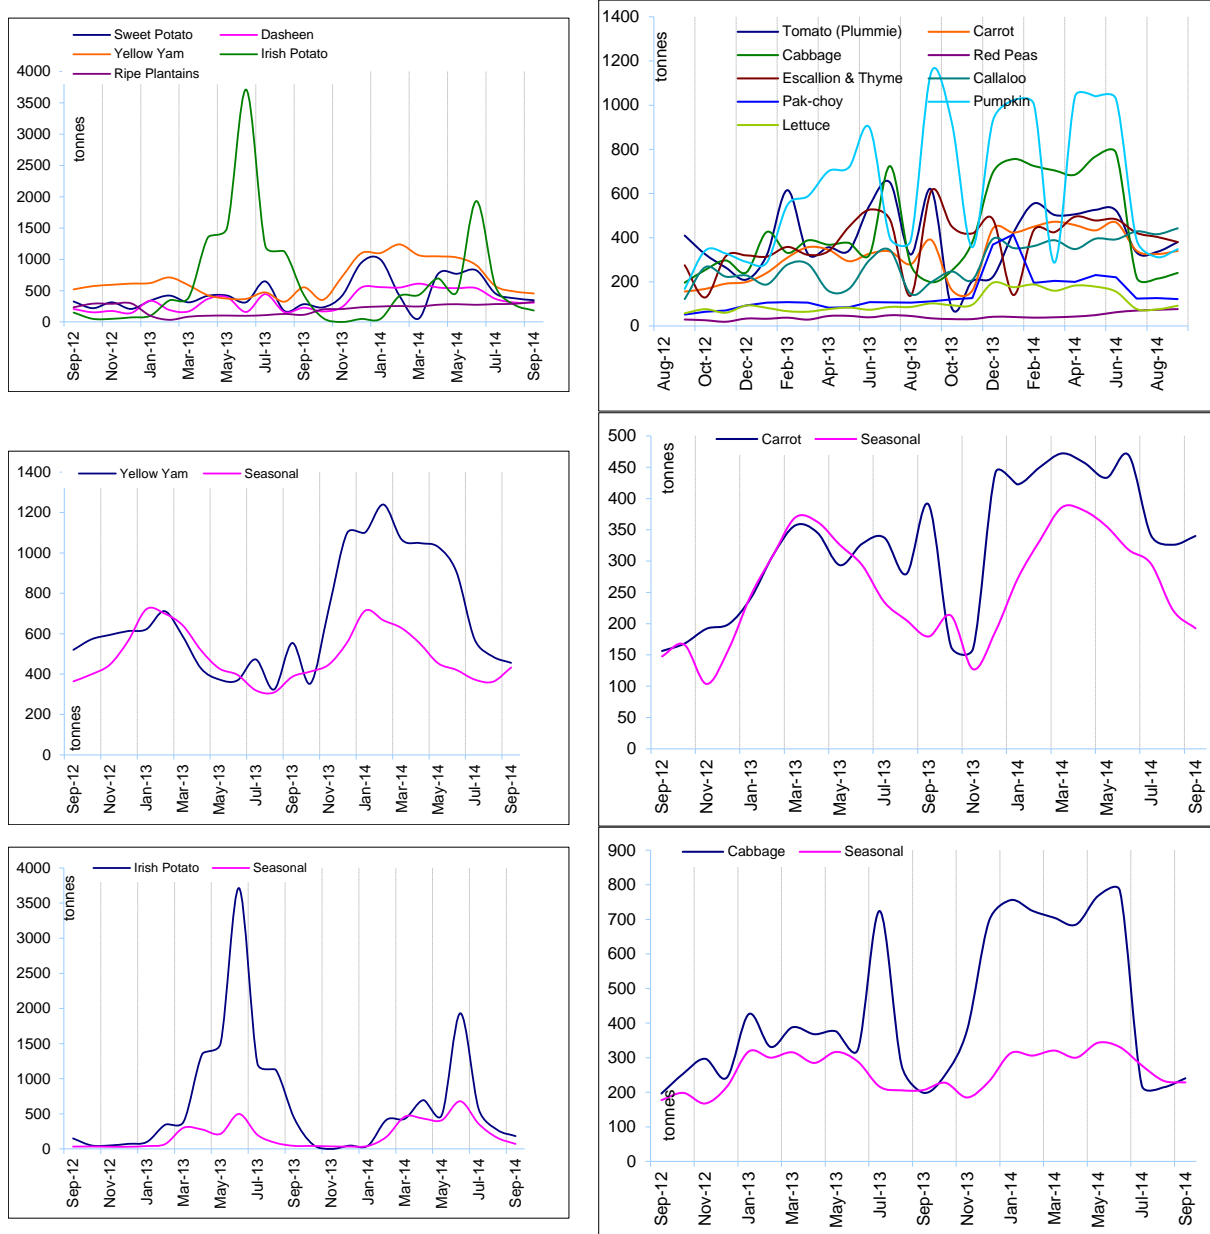 Sweet Potato Dasheen
Yellow Yam Irish Potato
Ripe Plantains
tonnes
4000
3500
3000
2500
2000
1500
1000
500
0
Sep-12 Nov-12 Jan-13 Mar-13 May-13 Jul-13 Sep-13 Nov-13 Jan-14 Mar-14 May-14 Jul-14 Sep-14
Tomato (Plummie) Carrot
Cabbage Red Peas
Escallion & Thyme Callaloo
Pak-choy Pumpkin
Lettuce
tonnes
1400
1200
1000
800
600
400
200
0
Aug-12 Oct-12 Dec-12 Feb-13 Apr-13 Jun-13 Aug-13 Oct-13 Dec-13 Feb-14 Apr-14 Jun-14 Aug-14
Yellow Yam Seasonal
1400
1200
1000
800
600
400
200
0
tonnes
Sep-12 Nov-12 Jan-13 Mar-13 May-13 Jul-13 Sep-13 Nov-13 Jan-14 Mar-14 May-14 Jul-14 Sep-14
Carrot Seasonal
tonnes
500
450
400
350
300
250
200
150
100
50
0
Sep-12 Nov-12 Jan-13 Mar-13 May-13 Jul-13 Sep-13 Nov-13 Jan-14 Mar-14 May-14 Jul-14 Sep-14
Irish Potato Seasonal
tonnes
4000
3500
3000
2500
2000
1500
1000
500
0
Sep-12 Nov-12 Jan-13 Mar-13 May-13 Jul-13 Sep-13 Nov-13 Jan-14 Mar-14 May-14 Jul-14 Sep-14
Cabbage Seasonal
900
800
700
600
500
400
300
200
100
0
tonnes
Sep-12 Nov-12 Jan-13 Mar-13 May-13 Jul-13 Sep-13 Nov-13 Jan-14 Mar-14 May-14 Jul-14 Sep-14